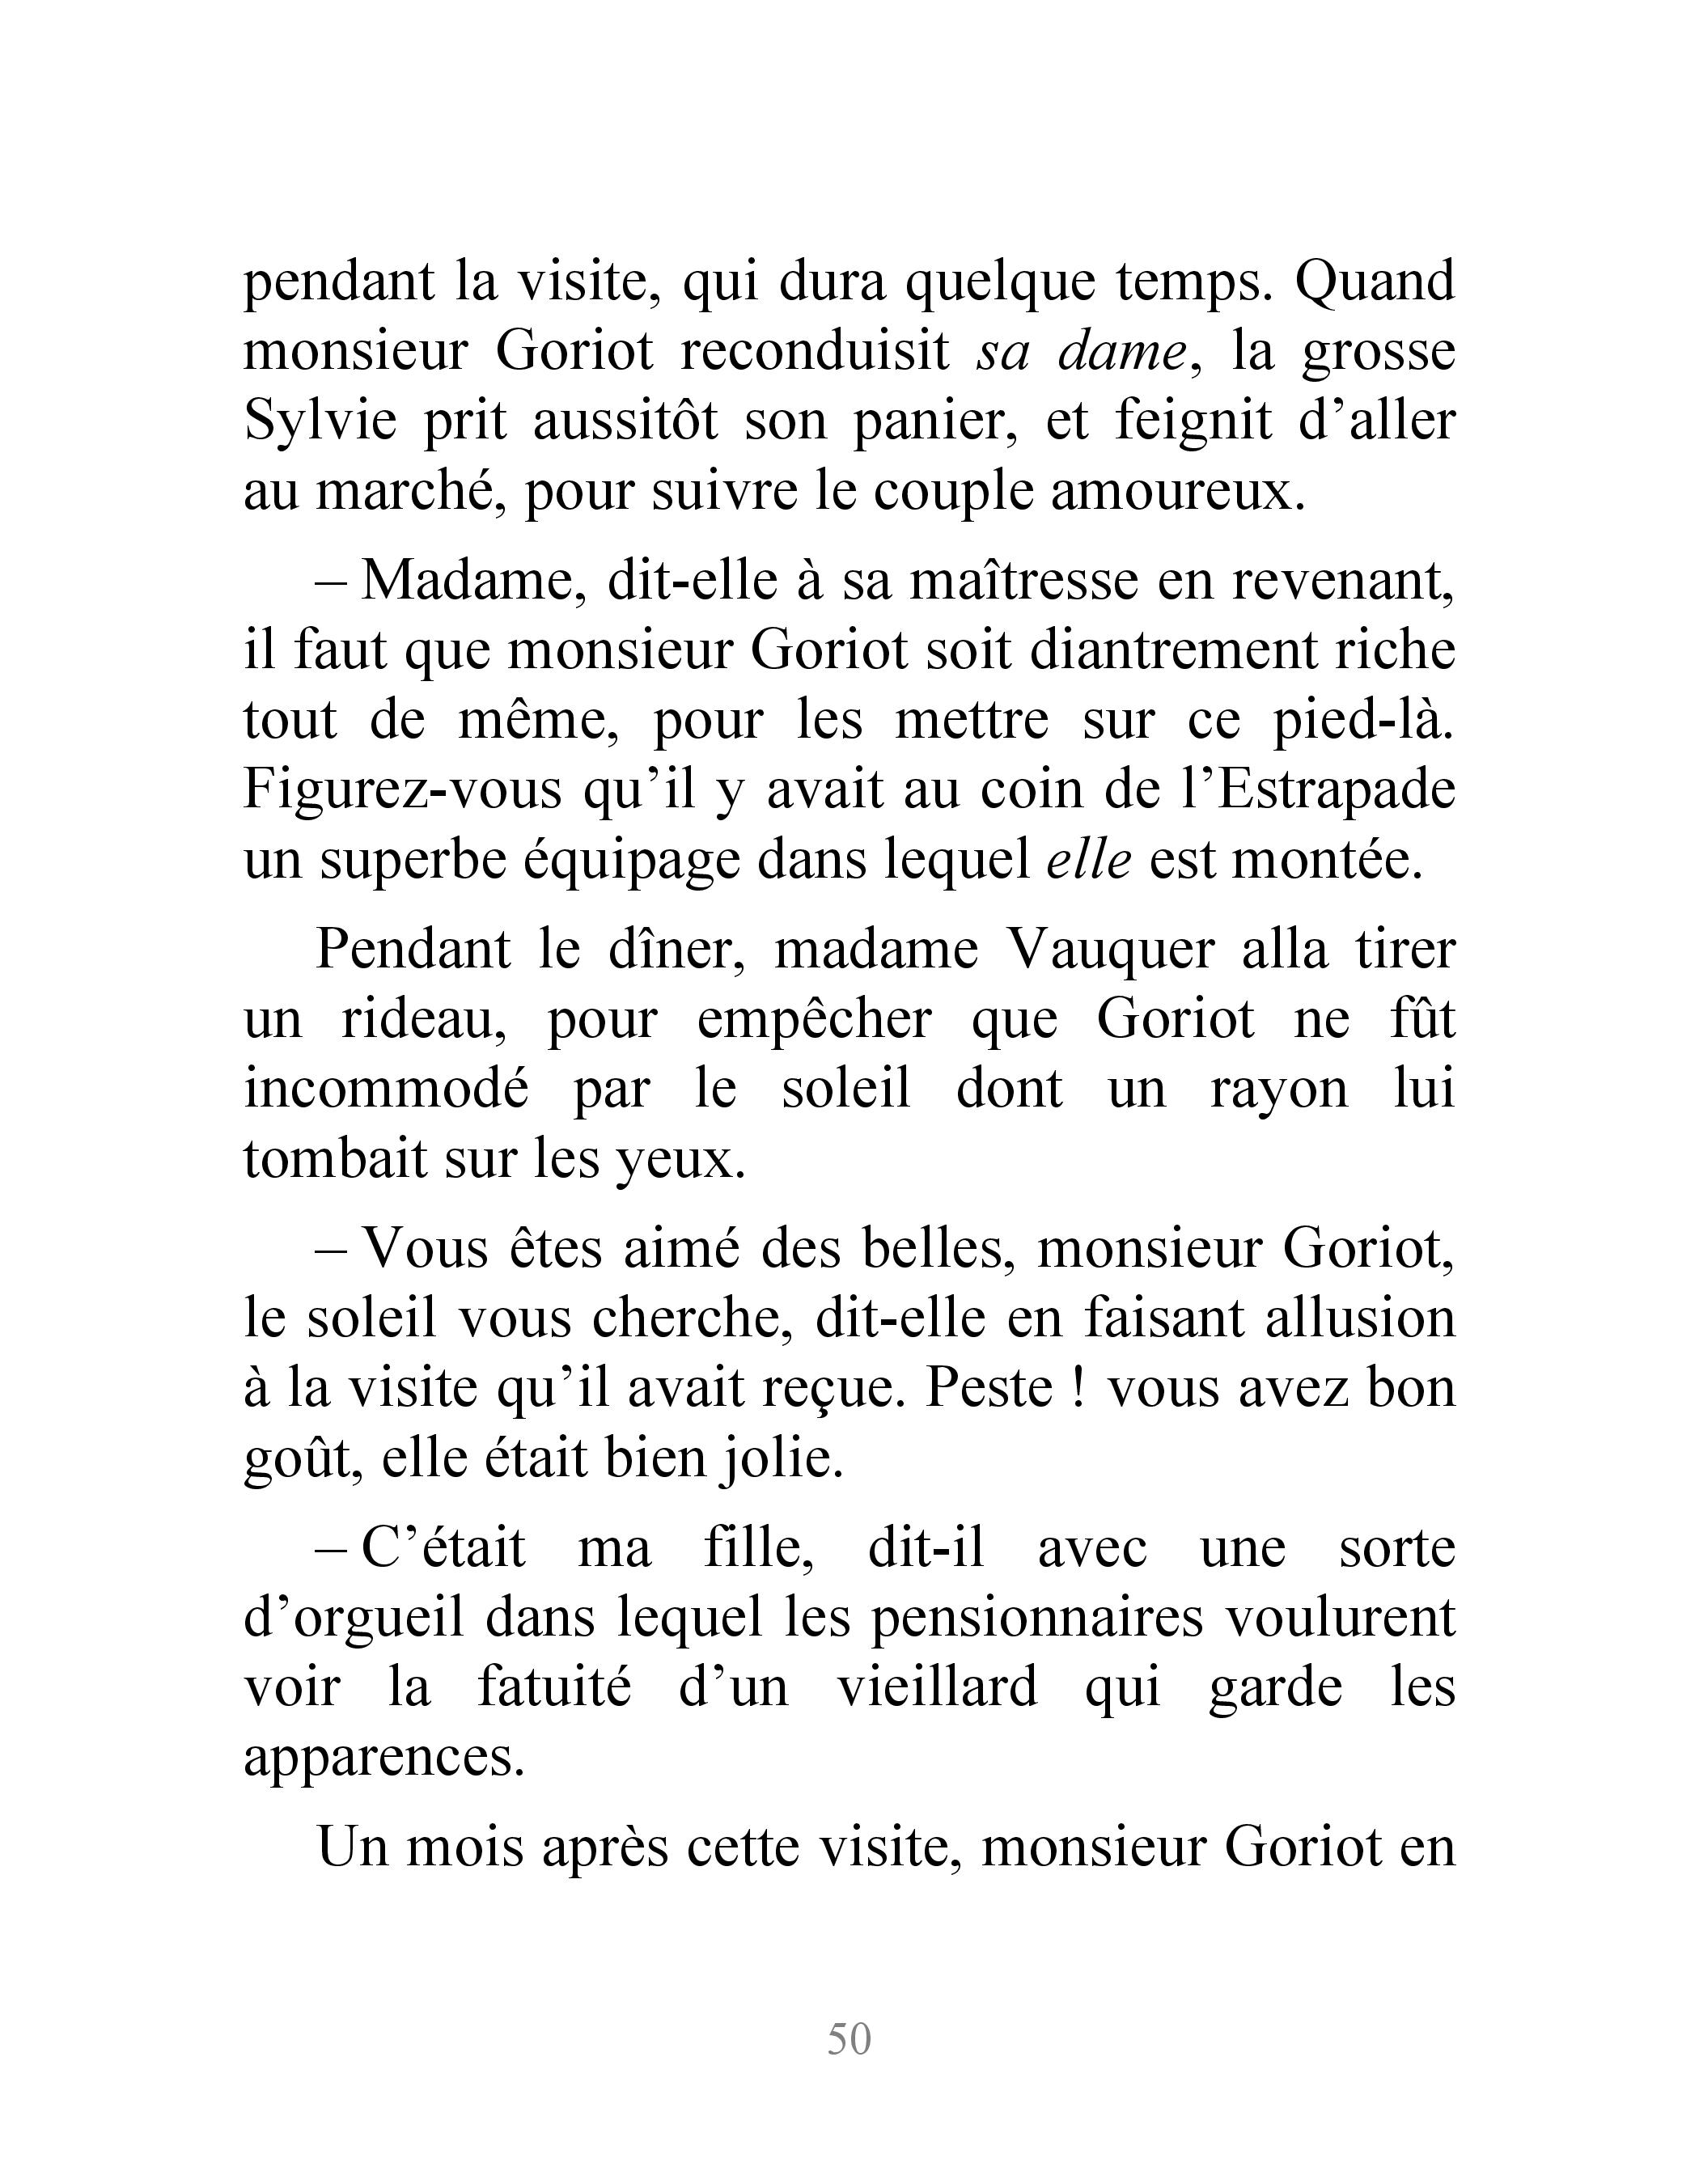 pendant la visite, qui dura quelque temps. Quand
monsieur Goriot reconduisit sa dame, la grosse
Sylvie prit aussitôt son panier, et feignit d’aller
au marché, pour suivre le couple amoureux.
– Madame, dit-elle à sa maîtresse en revenant,
il faut que monsieur Goriot soit diantrement riche
tout de même, pour les mettre sur ce pied-là.
Figurez-vous qu’il y avait au coin de l’Estrapade
un superbe équipage dans lequel elle est montée.
Pendant le dîner, madame Vauquer alla tirer
un rideau, pour empêcher que Goriot ne fût
incommodé par le soleil dont un rayon lui
tombait sur les yeux.
– Vous êtes aimé des belles, monsieur Goriot,
le soleil vous cherche, dit-elle en faisant allusion
à la visite qu’il avait reçue. Peste ! vous avez bon
goût, elle était bien jolie.
– C’était ma fille, dit-il avec une sorte
d’orgueil dans lequel les pensionnaires voulurent
voir la fatuité d’un vieillard qui garde les
apparences.
Un mois après cette visite, monsieur Goriot en
50